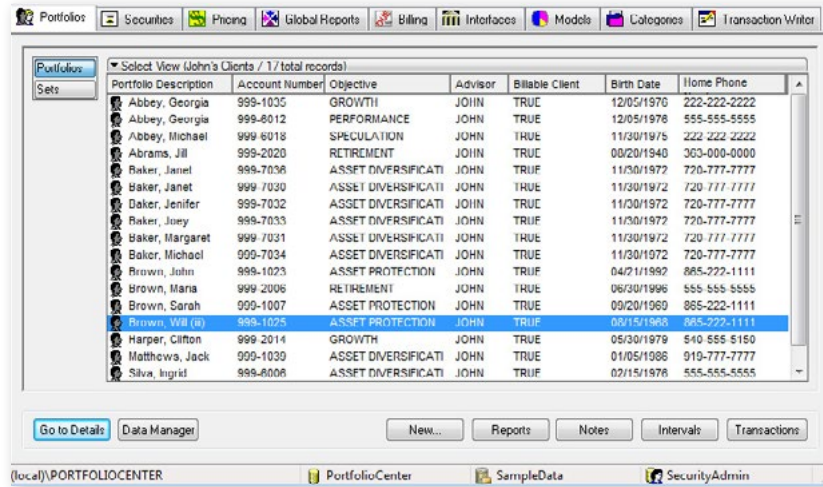 Portfolios Securities Pricing Global Reports Billing Interfaces Models Categories Transaction Writer
Portfolios
Sets
Select View (John's Clients / 17 total records)
Portfolio Description Account Number Objective Advisor Billable Client Birth Date Home Phone
Abbey, Georgia 999-1035 GROWTH JOHN TRUE 12/05/1976 222-222-2222
Abbey, Georgia 999-6012 PERFORMANCE JOHN TRUE 12/05/1976 555-555-5555
Abbey, Michael 999-6018 SPECULATION JOHN TRUE 11/30/1975 222-222-2222
Abrams, Jill 999-2028 RETIREMENT JOHN TRUE 08/20/1948 363-000-0000
Baker, Janet 999-7036 ASSET DIVERSIFICATI JOHN TRUE 11/30/1972 720-777-7777
Baker, Janet 999-7030 ASSET DIVERSIFICATI JOHN TRUE 11/30/1972 720-777-7777
Baker, Jenifer 999-7032 ASSET DIVERSIFICATI JOHN TRUE 11/30/1972 720-777-7777
Baker, Joey 999-7033 ASSET DIVERSIFICATI JOHN TRUE 11/30/1972 720-777-7777
Baker, Margaret 999-7031 ASSET DIVERSIFICATI JOHN TRUE 11/30/1972 720-777-7777
Baker, Michael 999-7034 ASSET DIVERSIFICATI JOHN TRUE 11/30/1972 720-777-7777
Brown, John 999-1023 ASSET PROTECTION JOHN TRUE 04/21/1992 865-222-1111
Brown, Maria 999-2006 RETIREMENT JOHN TRUE 06/30/1996 555-555-5555
Brown, Sarah 999-1007 ASSET PROTECTION JOHN TRUE 09/20/1969 865-222-1111
Brown, Will (iii) 999-1025 ASSET PROTECTION JOHN TRUE 08/15/1968 865-222-1111
Harper, Clifton 999-2014 GROWTH JOHN TRUE 05/30/1979 540-555-5150
Matthews, Jack 999-1039 ASSET DIVERSIFICATI JOHN TRUE 01/05/1986 919-777-7777
Silva, Ingrid 999-6006 ASSET DIVERSIFICATI JOHN TRUE 02/15/1976 555-555-5555
Go to Details Data Manager New... Reports Notes Intervals Transactions
(local)\PORTFOLIOCENTER PortfolioCenter SampleData SecurityAdmin